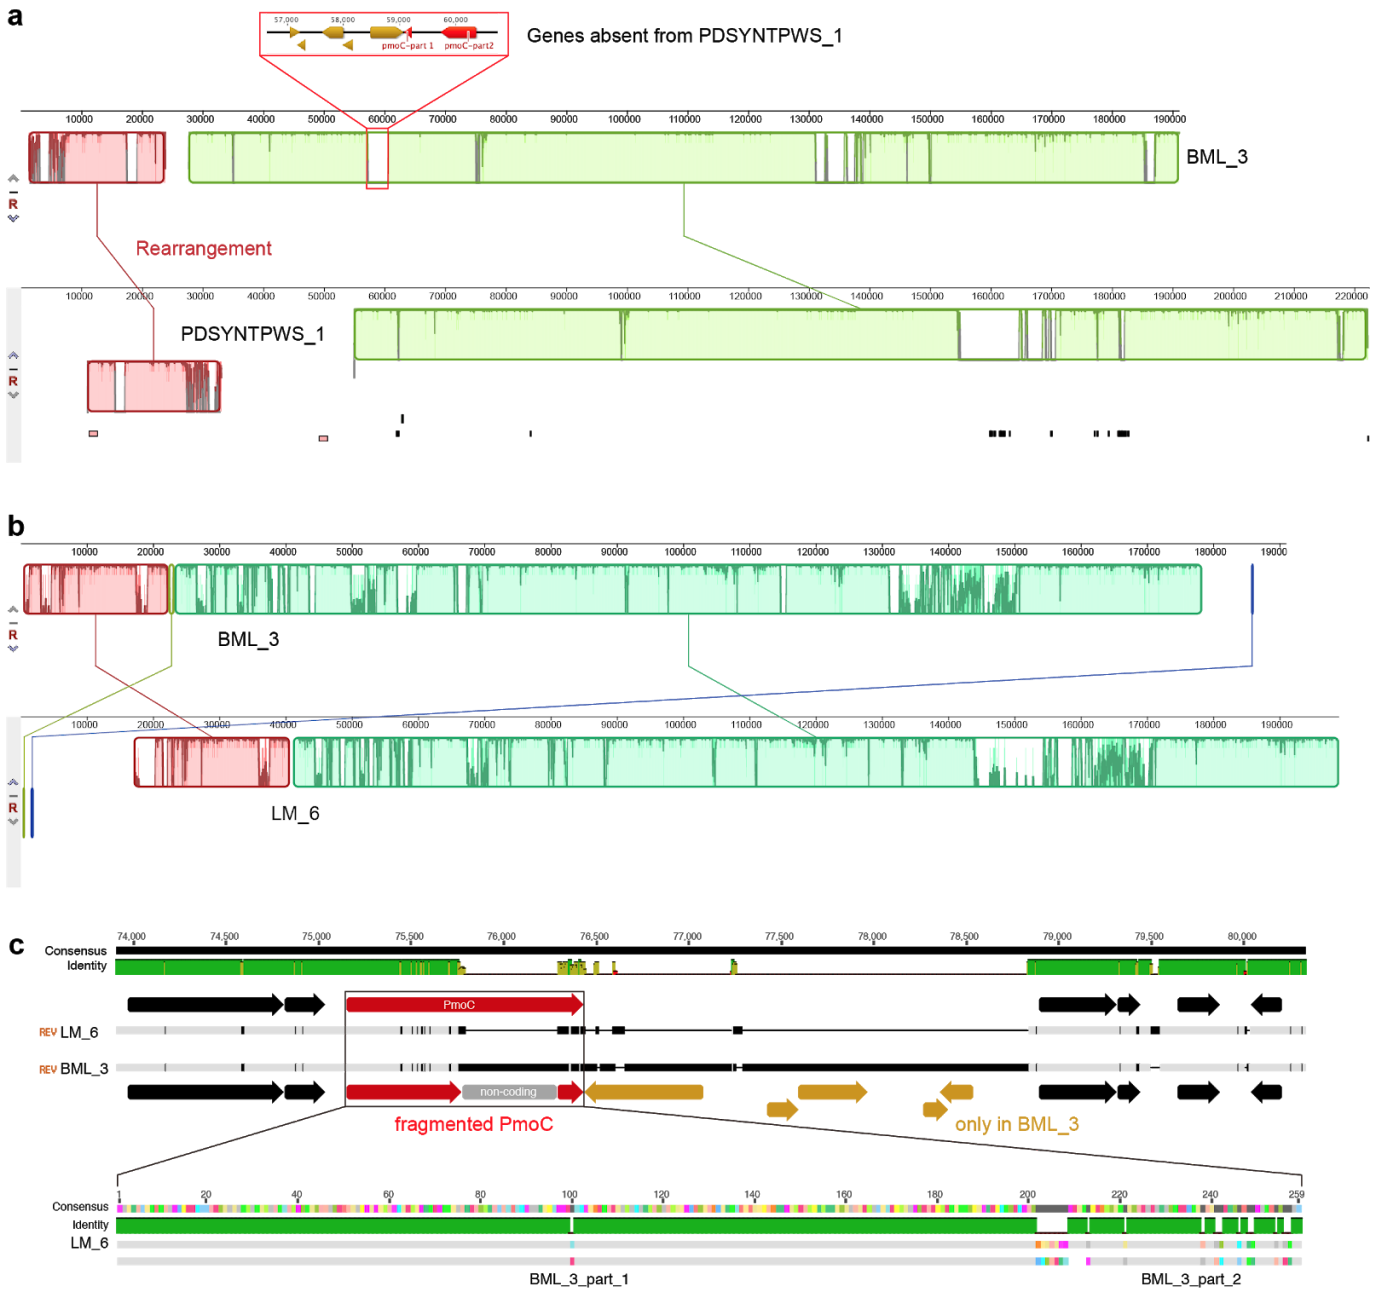 a
57,000 58,000 59,000 60,000
pmoC-part 1 pmoC-part2
Genes absent from PDSYNTPWS_1
10000 20000 30000 40000 50000 60000 70000 80000 90000 100000 110000 120000 130000 140000 150000 160000 170000 180000 190000
BML_3
R
Rearrangement
10000 20000 30000 40000 50000 60000 70000 80000 90000 100000 110000 120000 130000 140000 150000 160000 170000 180000 190000 200000 210000 220000
PDSYNTPWS_1
R
b
10000 20000 30000 40000 50000 60000 70000 80000 90000 100000 110000 120000 130000 140000 150000 160000 170000 180000 19000
R
BML_3
10000 20000 30000 40000 50000 60000 70000 80000 90000 100000 110000 120000 130000 140000 150000 160000 170000 180000 190000
R
LM_6
c
74,000 74,500 75,000 75,500 76,000 76,500 77,000 77,500 78,000 78,500 79,000 79,500 80,000
Consensus
Identity
PmoC
REV LM_6
REV BML_3
non-coding
fragmented PmoC only in BML_3
1 20 40 60 80 100 120 140 160 180 200 220 240 259
Consensus
Identity
LM_6
BML_3_part_1 BML_3_part_2